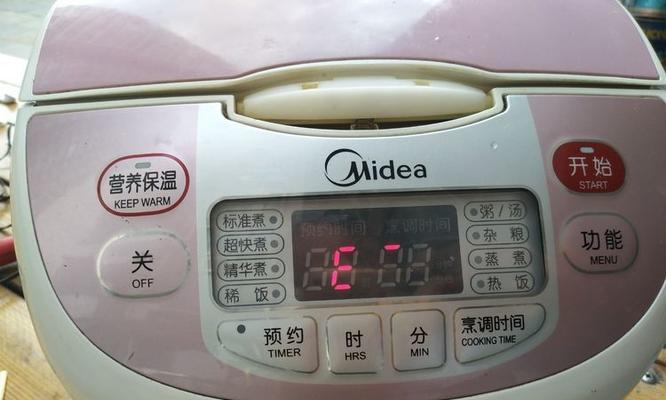 Midea
营养保温
KEEP WARM
开始
START
关
OFF
功能
MENU
标准煮
超快煮
精华煮
稀饭
预约时间 烹调时间
E
粥/汤
杂粮
蒸煮
热饭
预约
TIMER
时
HRS
分
MIN
烹调时间
COOKING TIME